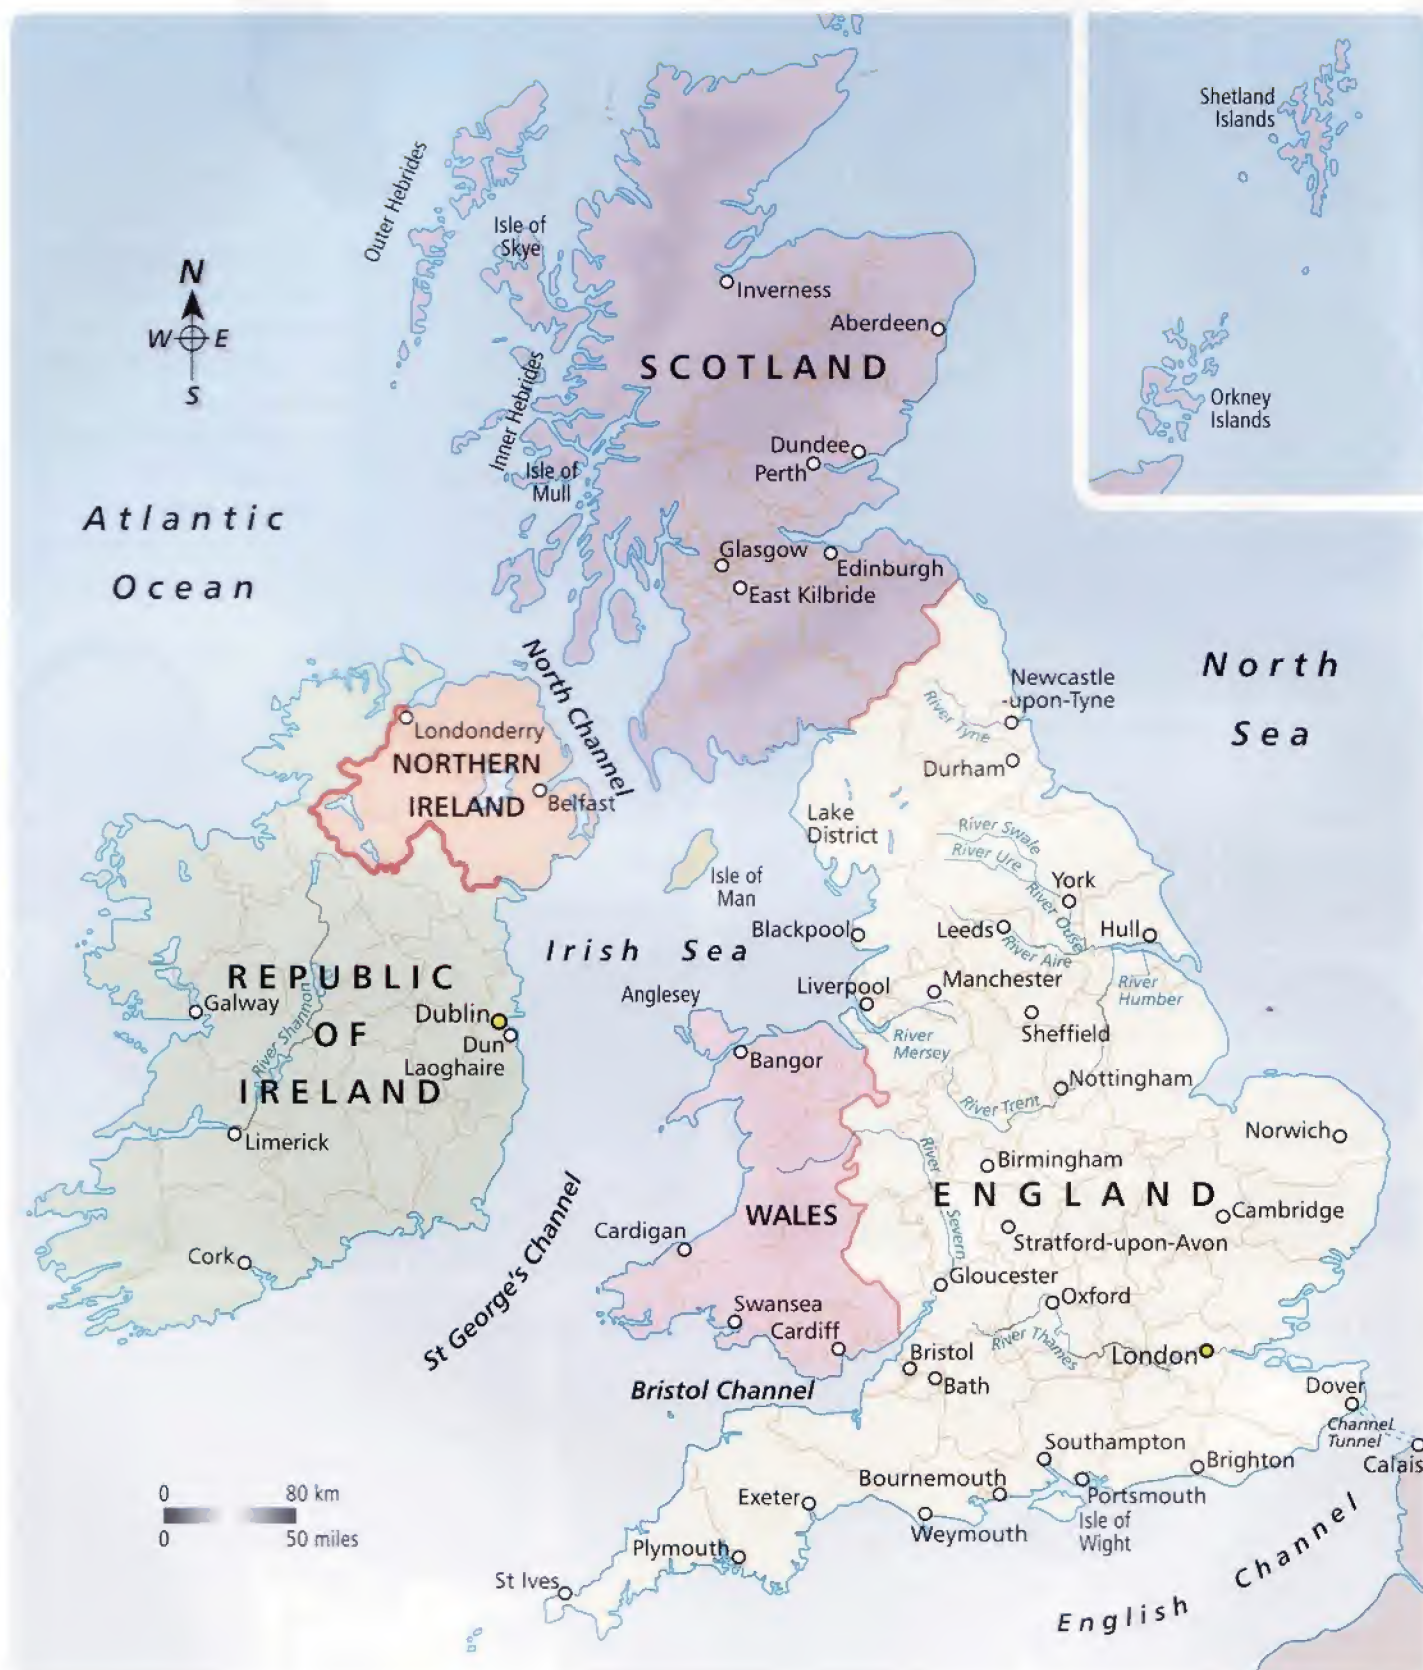 Shetland
Islands
Outer Hebrides
Isle of
Skye
N
W E
S
Inverness
Aberdeen
SCOTLAND
Inner Hebrides
Orkney
Islands
Dundee
Perth
Isle of
Mull
Atlantic
Ocean
Glasgow
Edinburgh
East Kilbride
North Channel
North
Sea
Newcastle
-upon-Tyne
River Tyne
Durham
Londonderry
NORTHERN
IRELAND
Belfast
Lake
District
River Swale
River Ure
Isle of
Man
York
River Ouse
Blackpool
Leeds
Hull
River Aire
Irish Sea
REPUBLIC
OF
IRELAND
Galway
River Shannon
Dublin
Dun
Laoghaire
Anglesey
Liverpool
Manchester
River
Humber
Sheffield
River
Mersey
Bangor
Nottingham
River Trent
Limerick
Norwich
Birmingham
River Severn
ENGLAND
WALES
Cambridge
Stratford-upon-Avon
Cardigan
St George's Channel
Cork
Gloucester
Oxford
Swansea
Cardiff
River Thames
London
Bristol
Bath
Bristol Channel
Dover
Channel
Tunnel
Calais
Southampton
Brighton
Bournemouth
Portsmouth
Exeter
Isle of
Wight
Weymouth
Plymouth
St Ives
English Channel
0 80 km
0 50 miles